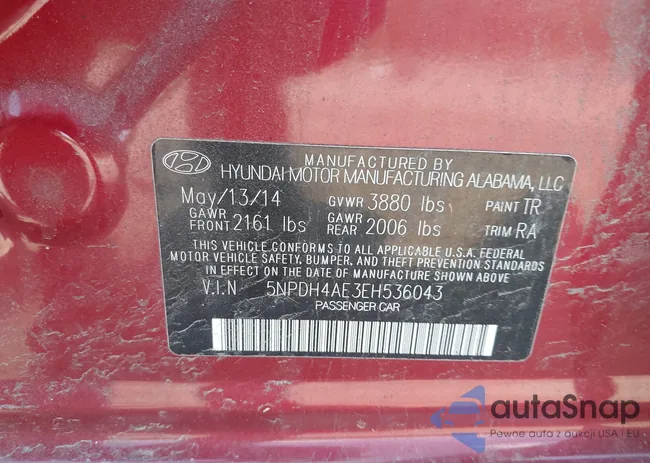 MANUFACTURED BY
HYUNDAI MOTOR MANUFACTURING ALABAMA, LLC
May/13/14 GVWR 3880 lbs PAINT TR
GAWR FRONT 2161 lbs GAWR REAR 2006 lbs TRIM RA
THIS VEHICLE CONFORMS TO ALL APPLICABLE U.S.A. FEDERAL
MOTOR VEHICLE SAFETY, BUMPER, AND THEFT PREVENTION STANDARDS
IN EFFECT ON THE DATE OF MANUFACTURE SHOWN ABOVE
V.I.N 5NPDH4AE3EH536043
PASSENGER CAR
autaSnap
Pewne auta z aukcji USA i EU